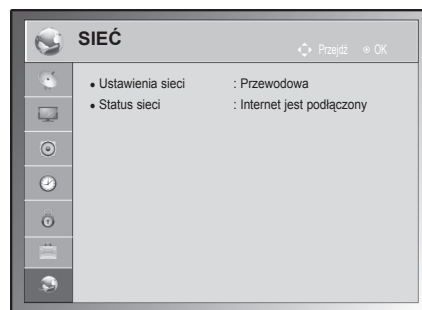 SIEĆ
Przejdź OK
• Ustawienia sieci : Przewodowa
• Status sieci : Internet jest podłączony